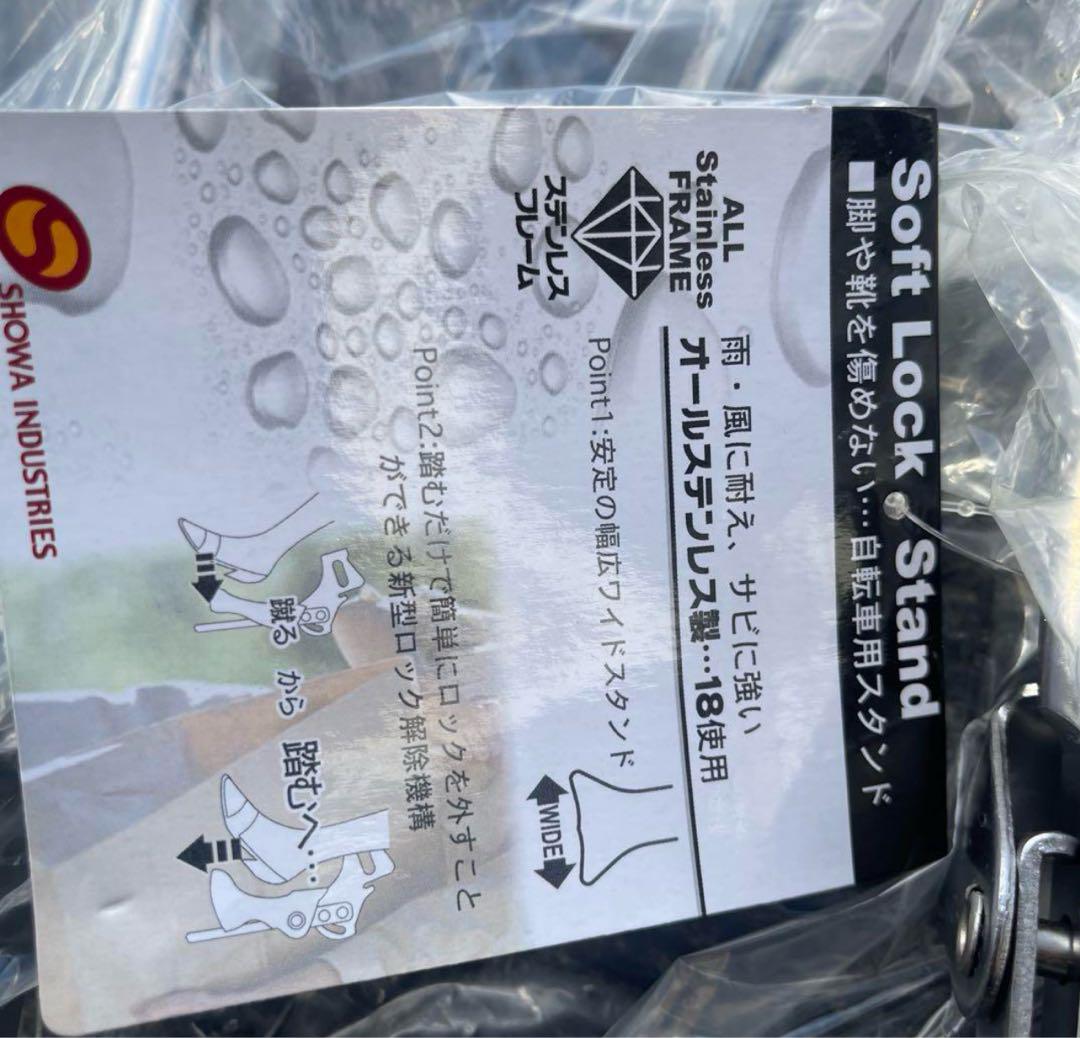 Soft Lock Stand
■脚や靴を傷めない…自転車用スタンド
ALL
Stainless
FRAME
ステンレス
フレーム
雨・風に耐え、サビに強い
オールステンレス製…18使用
Point1:安定の幅広ワイドスタンド
WIDE
Point2:踏むだけで簡単にロックを外すこと
ができる新型ロック解除機構
蹴る から 踏むへ…
SHOWA INDUSTRIES